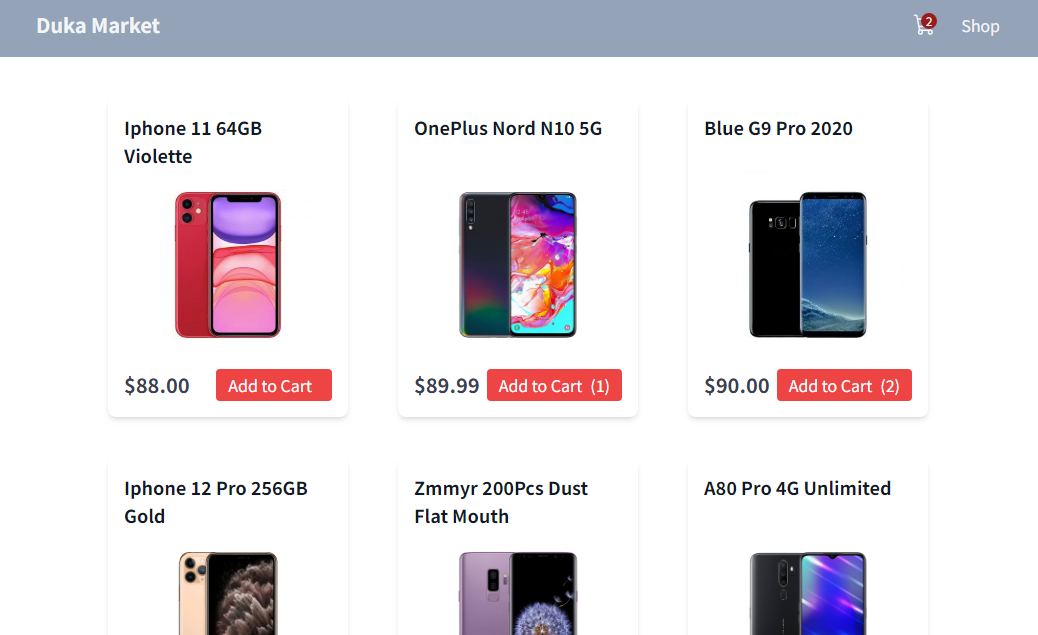 Duka Market
2
Shop
Iphone 11 64GB
Violette
OnePlus Nord N10 5G
Blue G9 Pro 2020
$88.00
Add to Cart
$89.99
Add to Cart (1)
$90.00
Add to Cart (2)
Iphone 12 Pro 256GB
Gold
Zmmyr 200Pcs Dust
Flat Mouth
A80 Pro 4G Unlimited